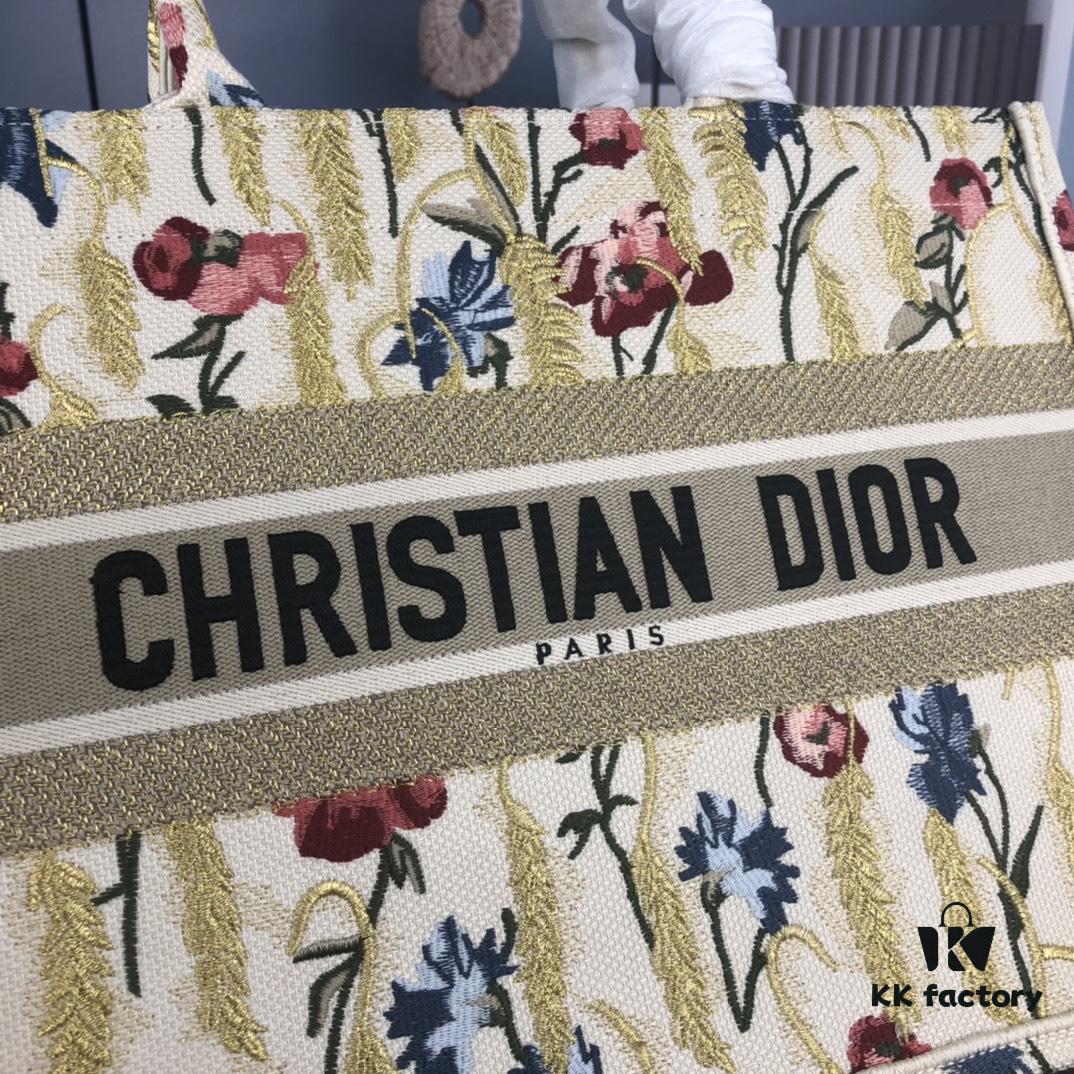 CHRISTIAN DIOR
PARIS
KK factory